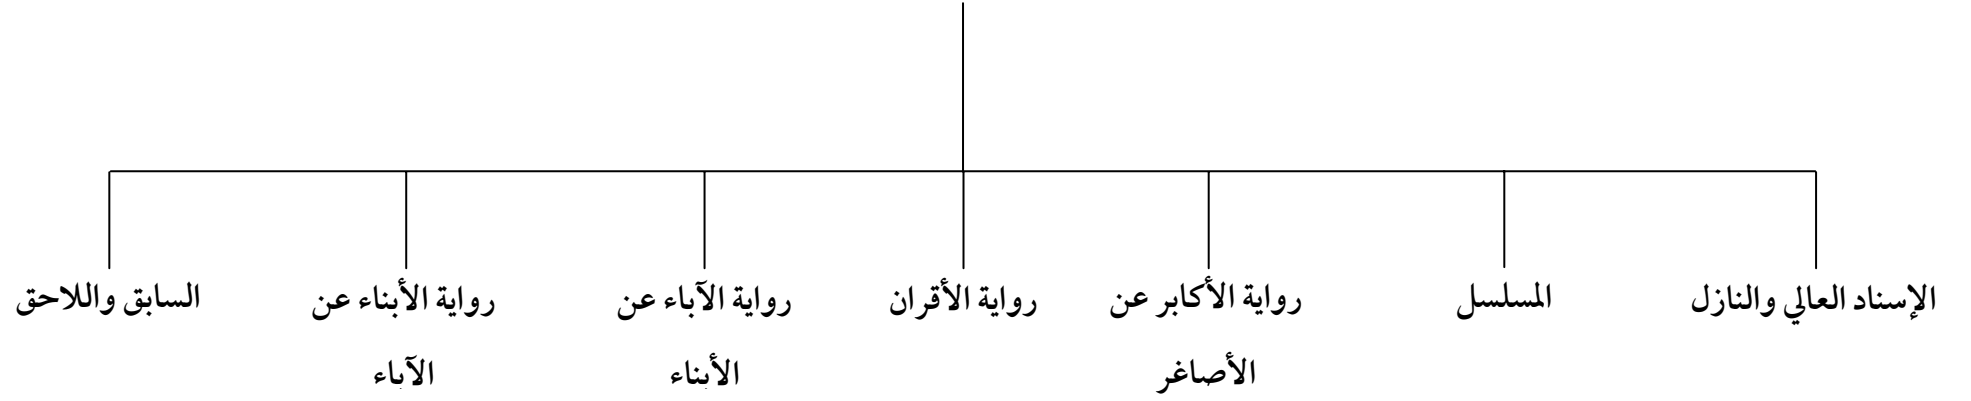 الإسناد العالي والنازل
المسلسل
رواية الأكابر عن
الأصاغر
رواية الأقران
رواية الآباء عن
الأبناء
رواية الأبناء عن
الآباء
السابق واللاحق